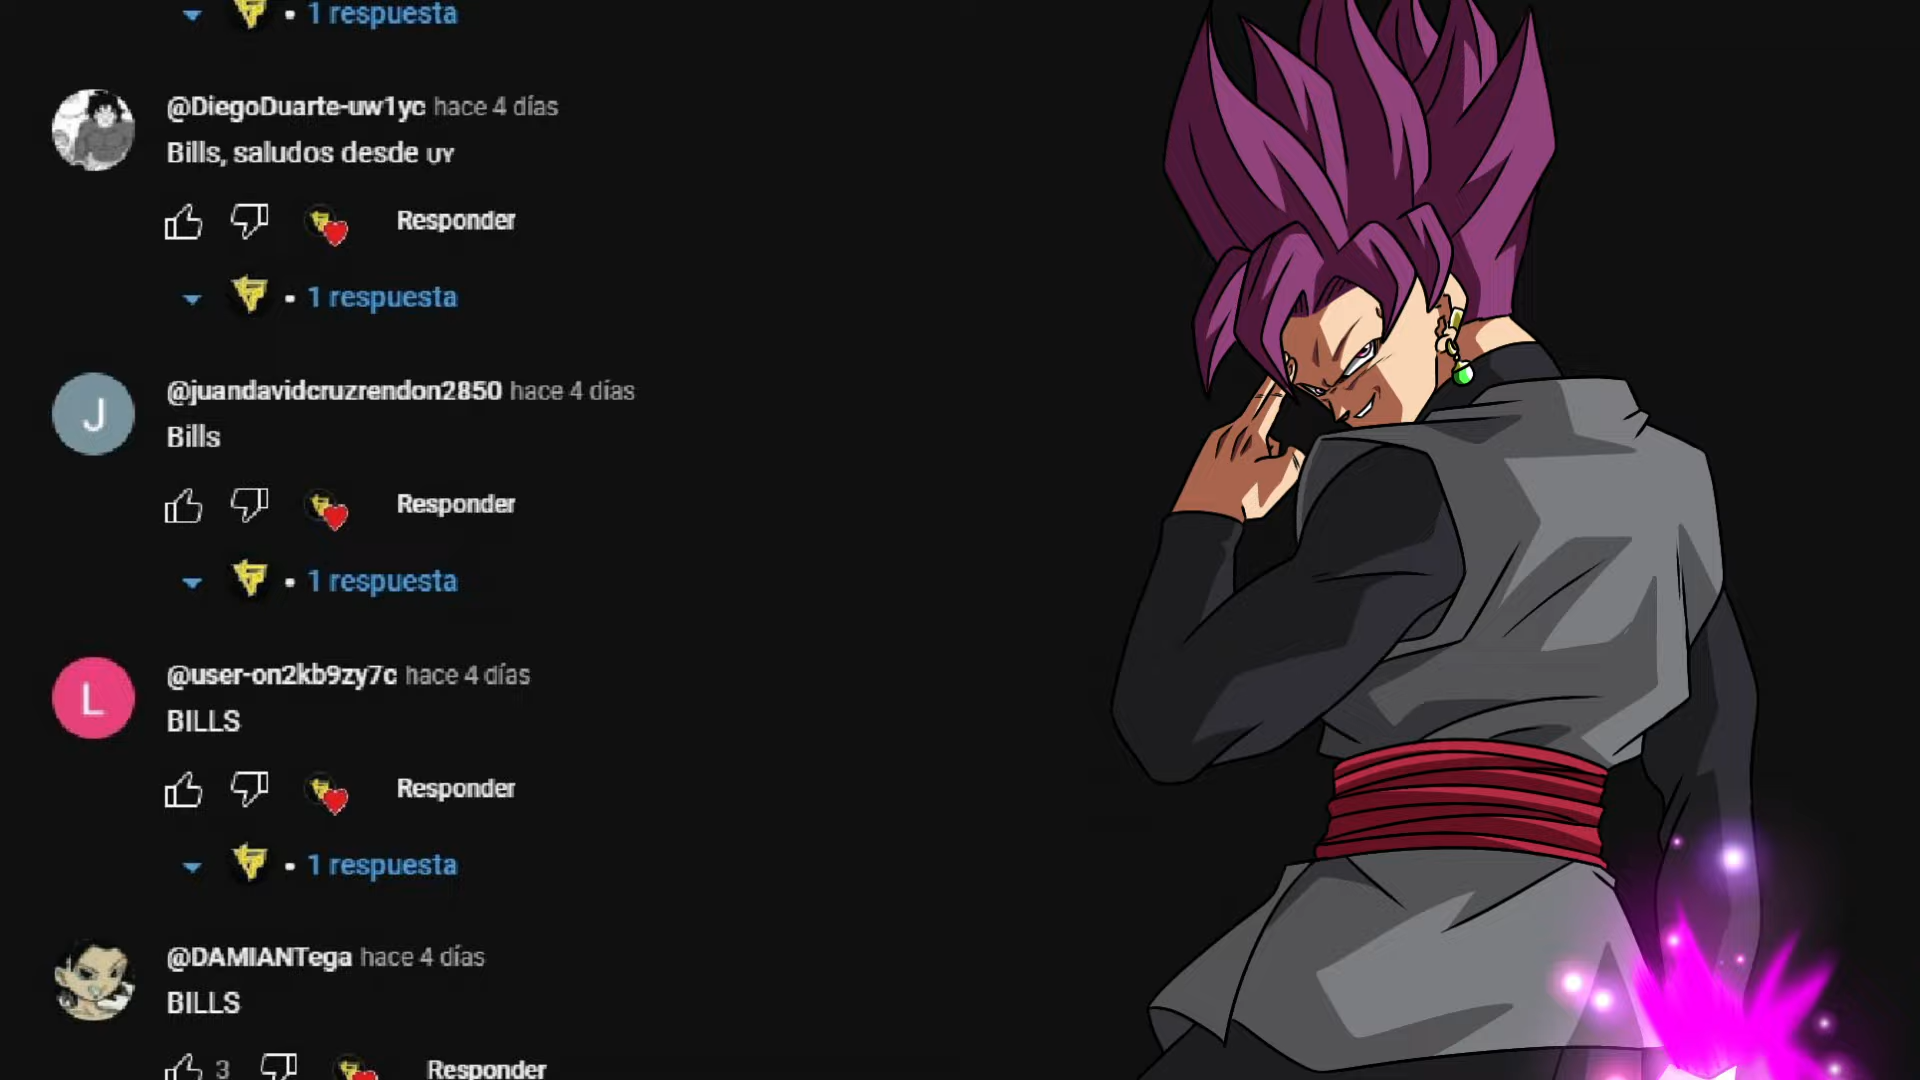 • 1 respuesta
@DiegoDuarte-uw1yc hace 4 días
Bills, saludos desde UY
Responder
• 1 respuesta
J
@juandavidcruzrendon2850 hace 4 días
Bills
Responder
• 1 respuesta
L
@user-on2kb9zy7c hace 4 días
BILLS
Responder
• 1 respuesta
@DAMIANTega hace 4 días
BILLS
3 Responder